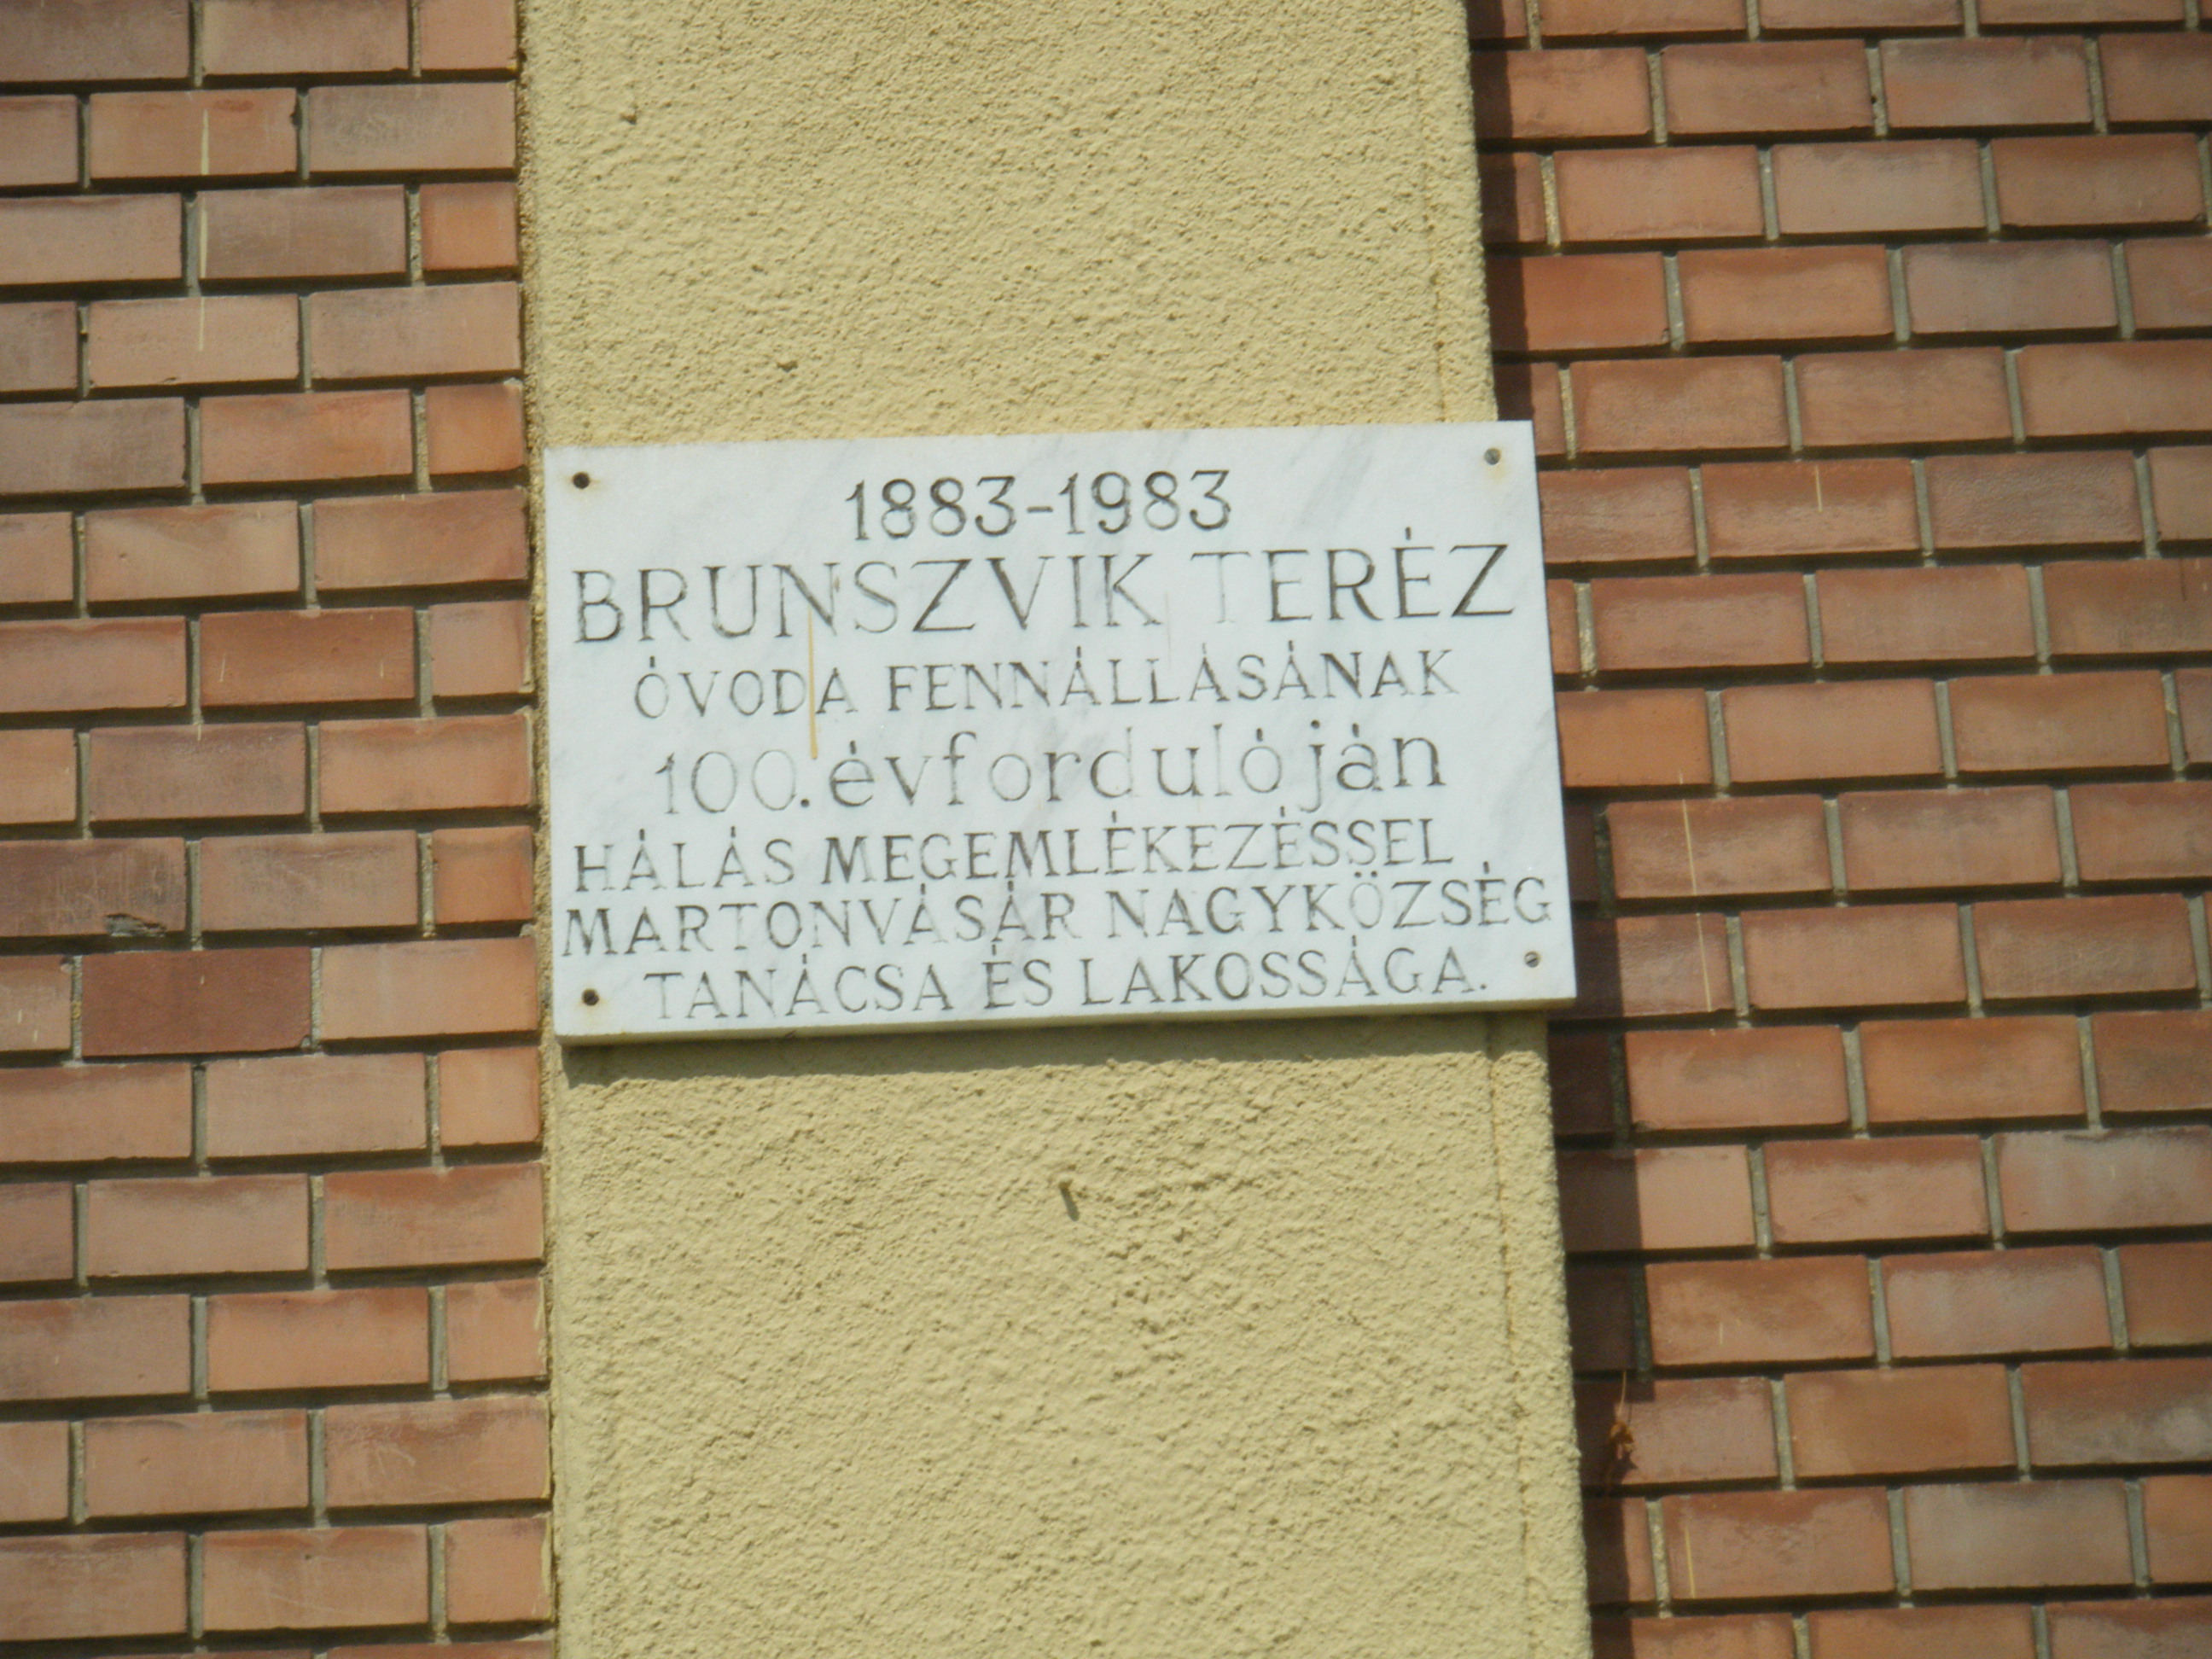 1883-1983
BRUNSZVIK TERÉZ
ÓVODA FENNÁLLÁSÁNAK
100. évfordulóján
HÁLÁS MEGEMLÉKEZÉSSEL
MARTONVÁSÁR NAGYKÖZSÉG
TANÁCSA ÉS LAKOSSÁGA.